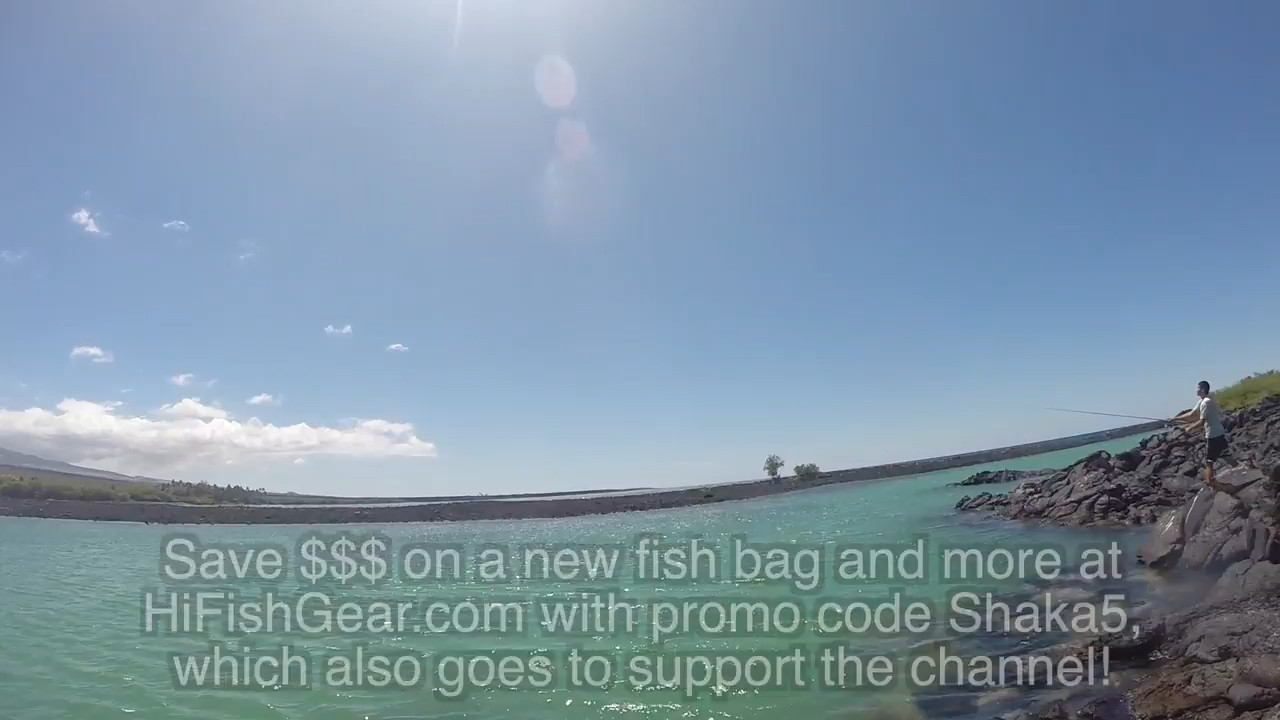 Save $$$ on a new fish bag and more at
HiFishGear.com with promo code Shaka5,
which also goes to support the channel!